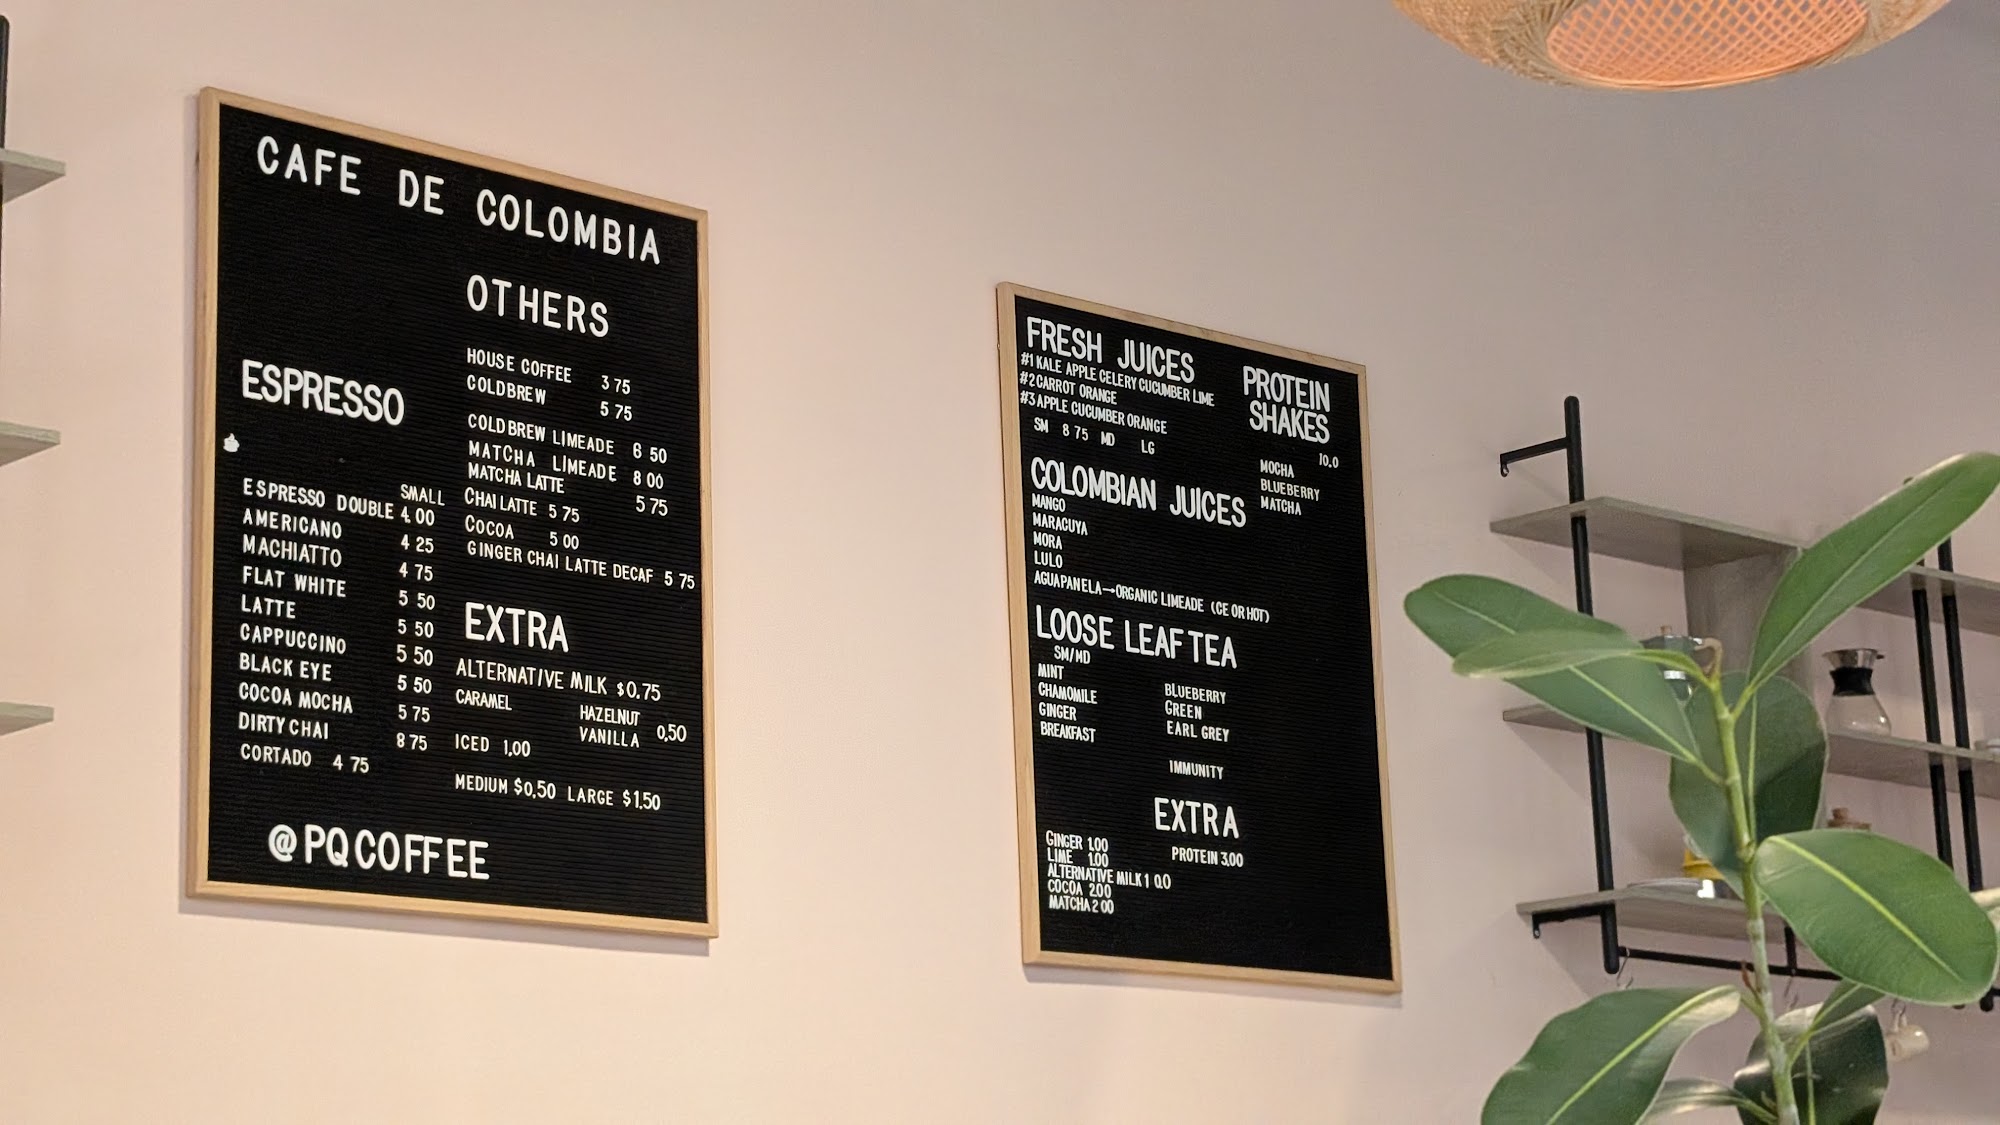 CAFE DE COLOMBIA
ESPRESSO
SMALL
ESPRESSO DOUBLE 4.00
AMERICANO 4 25
MACHIATTO 4 75
FLAT WHITE 5 50
LATTE 5 50
CAPPUCCINO 5 50
BLACK EYE 5 50
COCOA MOCHA 5 75
DIRTY CHAI 8 75
CORTADO 4 75
OTHERS
HOUSE COFFEE 3 75
COLDBREW 5 75
COLDBREW LIMEADE 6 50
MATCHA LIMEADE 8 00
MATCHA LATTE 5 75
CHAI LATTE 5 75
COCOA 5 00
GINGER CHAI LATTE DECAF 5 75
EXTRA
ALTERNATIVE MILK $0.75
CARAMEL
HAZELNUT
VANILLA 0,50
ICED 1,00
MEDIUM $0,50 LARGE $1.50
@PQCOFFEE
FRESH JUICES
#1 KALE APPLE CELERY CUCUMBER LIME
#2 CARROT ORANGE
#3 APPLE CUCUMBER ORANGE
SM 8 75 MD LG
PROTEIN
SHAKES
10.0
MOCHA
BLUEBERRY
MATCHA
COLOMBIAN JUICES
MANGO
MARACUYA
MORA
LULO
AGUAPANELA→ORGANIC LIMEADE (CE OR HOT)
LOOSE LEAF TEA
SM/MD
MINT
CHAMOMILE
GINGER
BREAKFAST
BLUEBERRY
GREEN
EARL GREY
IMMUNITY
EXTRA
GINGER 1.00
LIME 1.00
ALTERNATIVE MILK 1 0.0
COCOA 2.00
MATCHA 2 00
PROTEIN 3.00